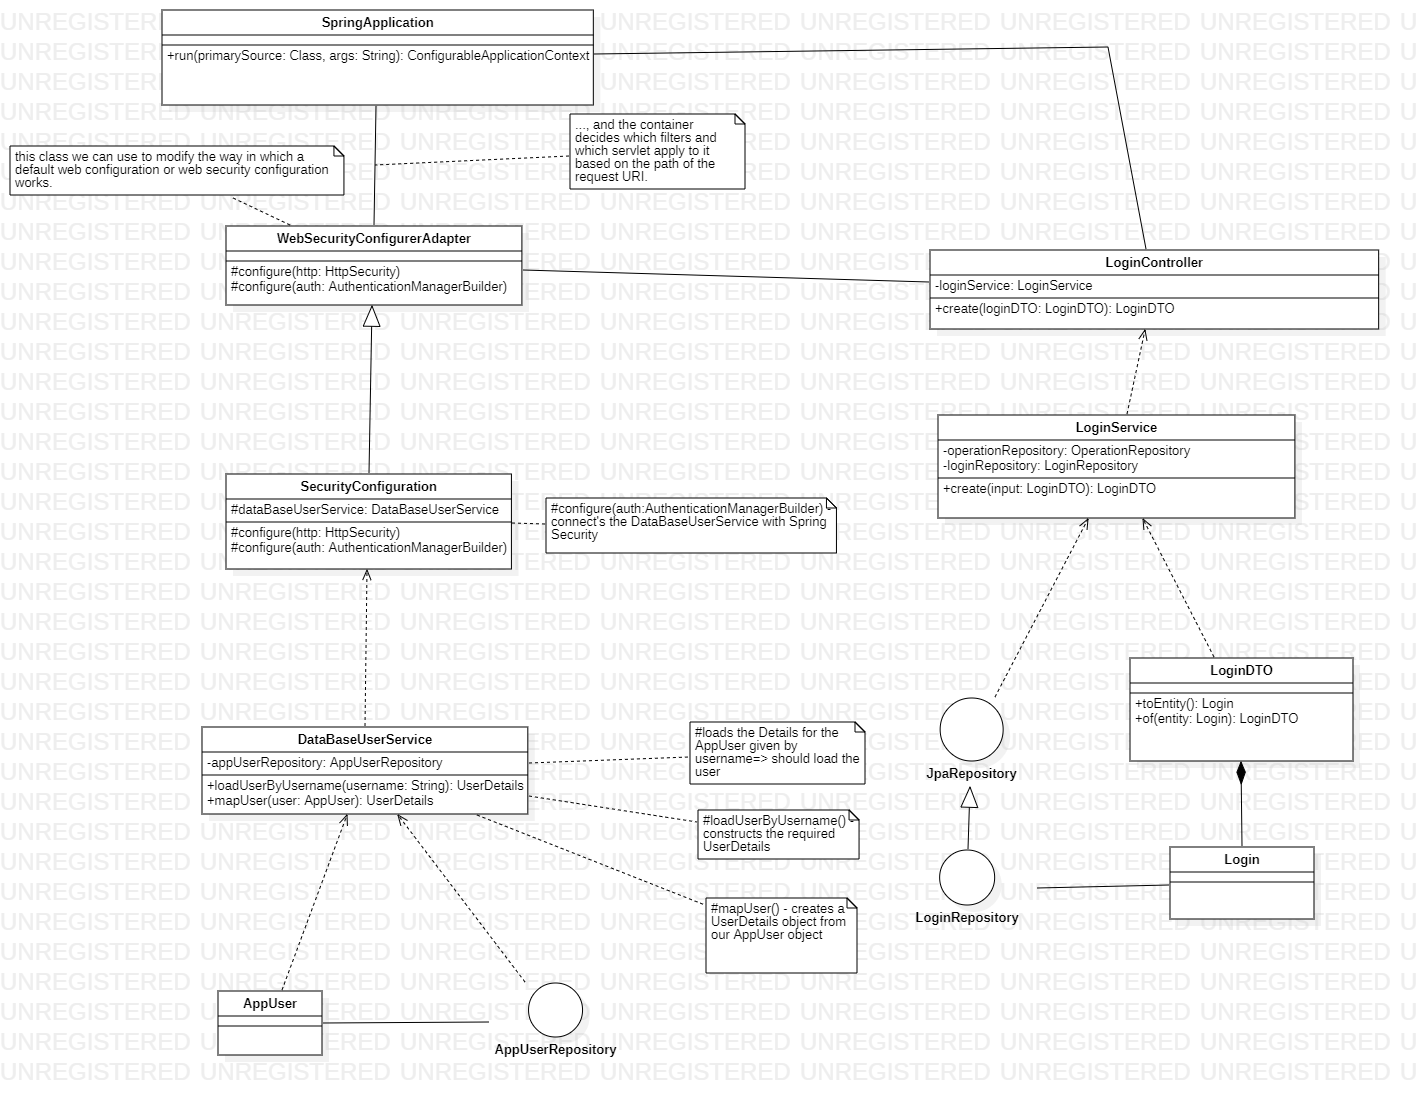 SpringApplication
+run(primarySource: Class, args: String): ConfigurableApplicationContext
..., and the container
decides which filters and
which servlet apply to it
based on the path of the
request URI.
this class we can use to modify the way in which a
default web configuration or web security configuration
works.
WebSecurityConfigurerAdapter
#configure(http: HttpSecurity)
#configure(auth: AuthenticationManagerBuilder)
LoginController
-loginService: LoginService
+create(loginDTO: LoginDTO): LoginDTO
LoginService
-operationRepository: OperationRepository
-loginRepository: LoginRepository
+create(input: LoginDTO): LoginDTO
SecurityConfiguration
#dataBaseUserService: DataBaseUserService
#configure(http: HttpSecurity)
#configure(auth: AuthenticationManagerBuilder)
#configure(auth:AuthenticationManagerBuilder) -
connect's the DataBaseUserService with Spring
Security
LoginDTO
+toEntity(): Login
+of(entity: Login): LoginDTO
DataBaseUserService
-appUserRepository: AppUserRepository
+loadUserByUsername(username: String): UserDetails
+mapUser(user: AppUser): UserDetails
#loads the Details for the
AppUser given by
username=> should load the
user
JpaRepository
#loadUserByUsername() -
constructs the required
UserDetails
Login
LoginRepository
#mapUser() - creates a
UserDetails object from
our AppUser object
AppUser
AppUserRepository
UNREGISTERED